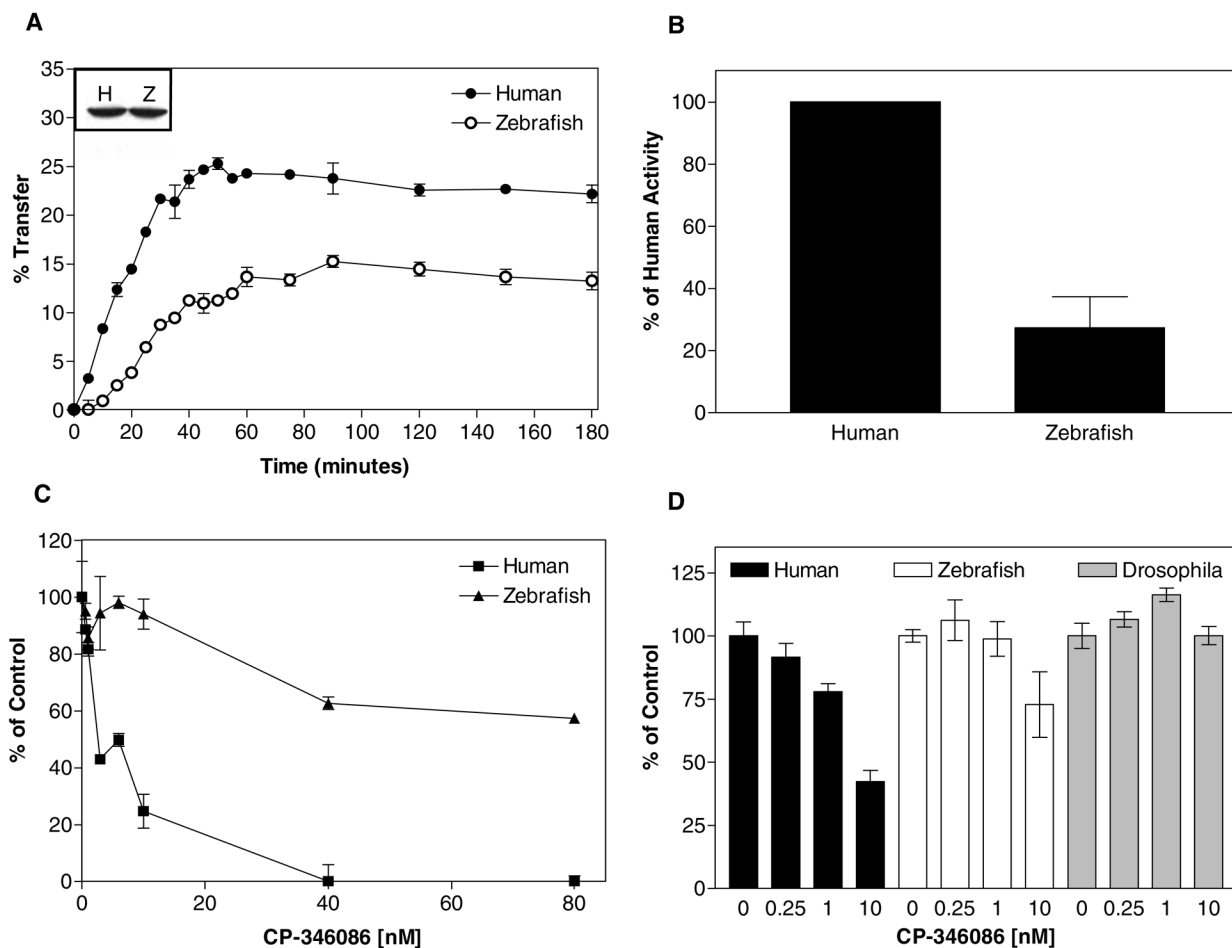 A
35
30
25
20
15
10
5
0
% Transfer
H Z
Human
Zebrafish
0 20 40 60 80 100 120 140 160 180
Time (minutes)
B
100
80
60
40
20
0
% of Human Activity
Human Zebrafish
C
120
100
80
60
40
20
0
% of Control
Human
Zebrafish
0 20 40 60 80
CP-346086 [nM]
D
125
100
75
50
25
0
% of Control
Human Zebrafish Drosophila
0 0.25 1 10 0 0.25 1 10 0 0.25 1 10
CP-346086 [nM]